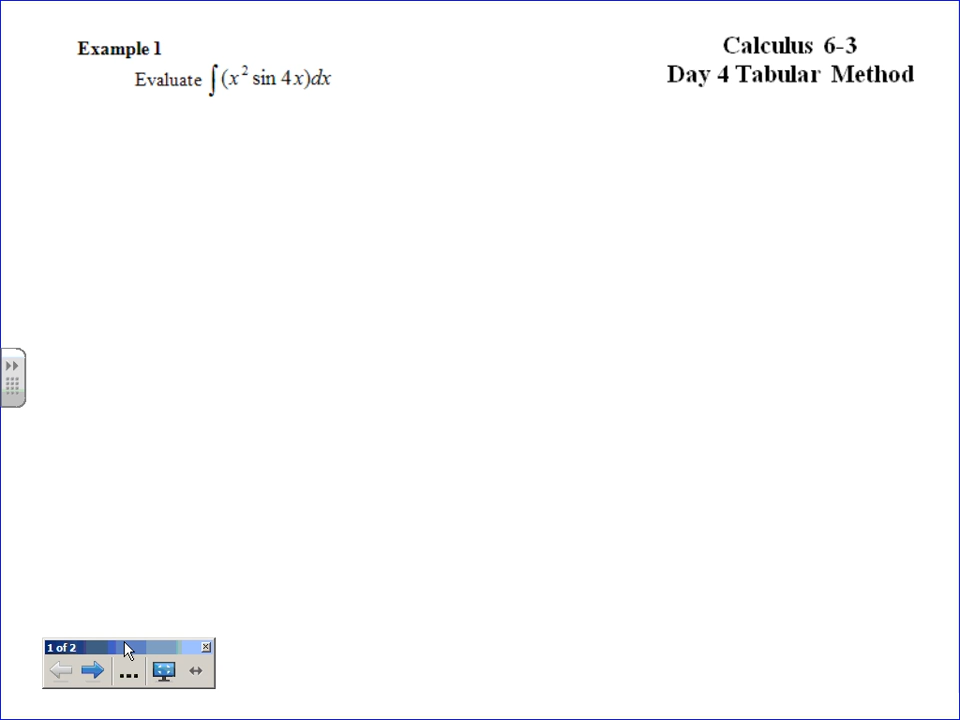 Example 1
Evaluate ∫(x² sin 4x)dx
Calculus 6-3
Day 4 Tabular Method
1 of 2